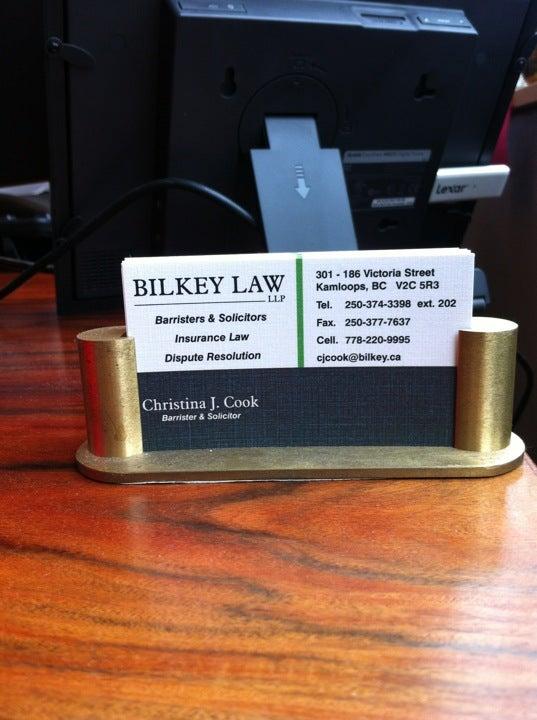 Lexar
BILKEY LAW
LLP
Barristers & Solicitors
Insurance Law
Dispute Resolution
301 - 186 Victoria Street
Kamloops, BC V2C 5R3
Tel. 250-374-3398 ext. 202
Fax. 250-377-7637
Cell. 778-220-9995
cjcook@bilkey.ca
Christina J. Cook
Barrister & Solicitor